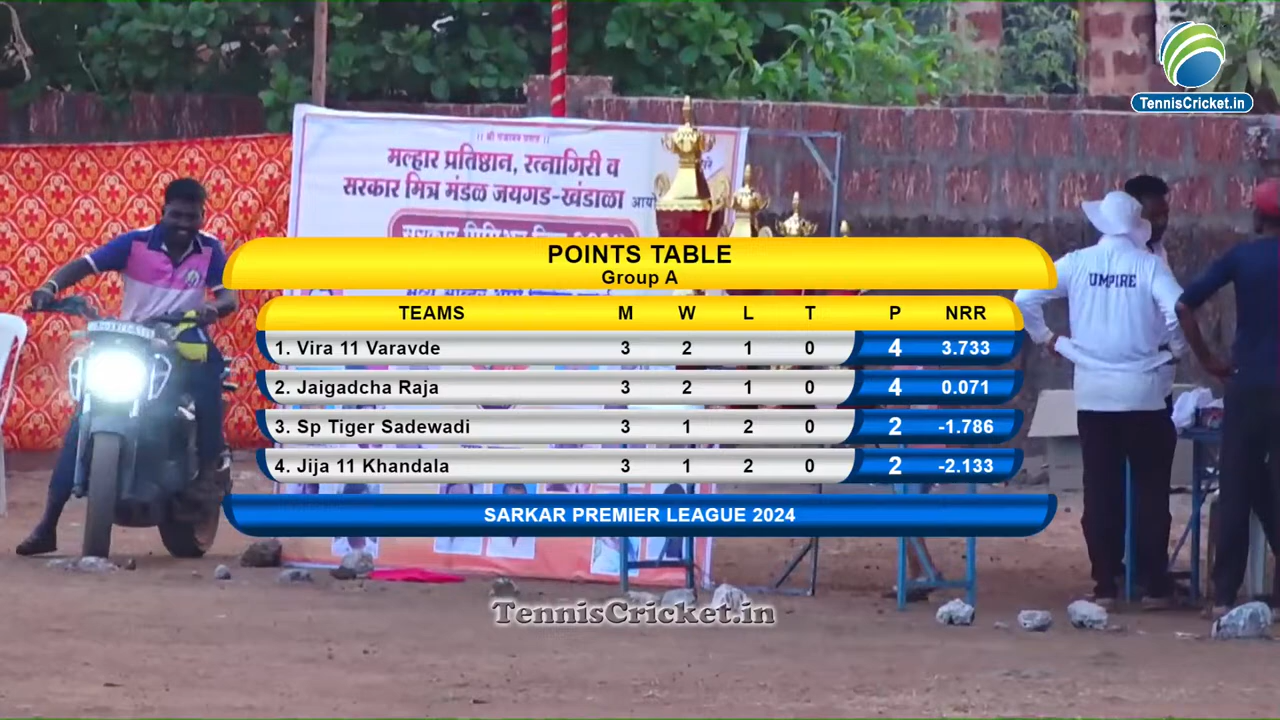 TennisCricket.in
|| श्री गजानन प्रसन्न ||
मल्हार प्रतिष्ठान, रत्नागिरी व
सरकार मित्र मंडळ जयगड-खंडाळा
UMPIRE
POINTS TABLE
Group A
TEAMS M W L T P NRR
1. Vira 11 Varavde 3 2 1 0 4 3.733
2. Jaigadcha Raja 3 2 1 0 4 0.071
3. Sp Tiger Sadewadi 3 1 2 0 2 -1.786
4. Jija 11 Khandala 3 1 2 0 2 -2.133
SARKAR PREMIER LEAGUE 2024
TennisCricket.in